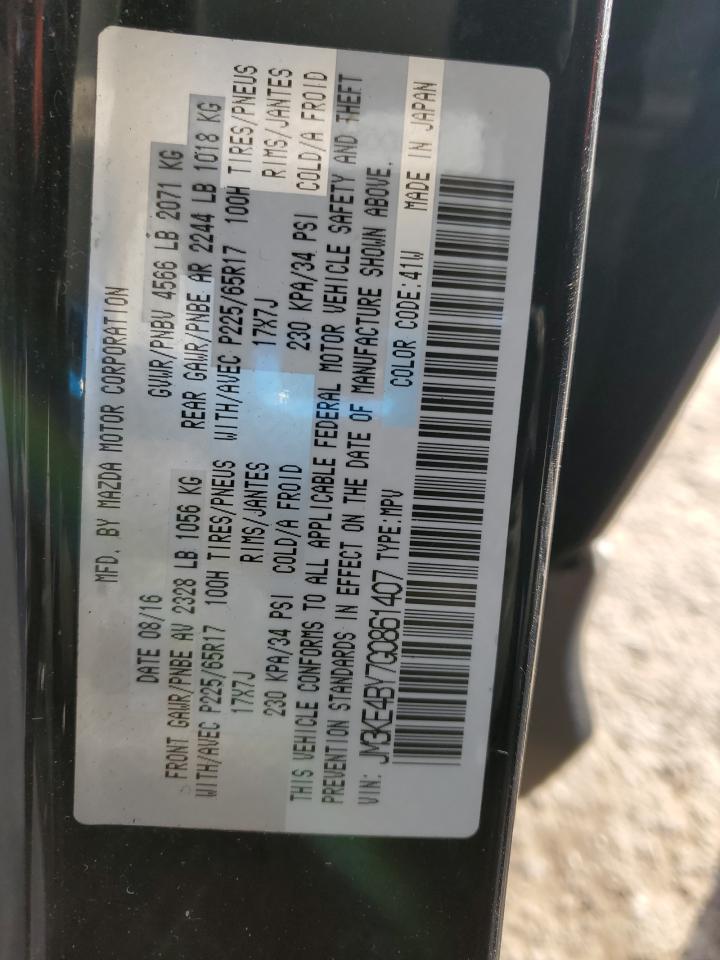 MFD. BY MAZDA MOTOR CORPORATION
DATE 08/16 GVWR/PNBV 4566 LB 2071 KG
FRONT GAWR/PNBE AV 2328 LB 1056 KG REAR GAWR/PNBE AR 2244 LB 1018 KG
WITH/AVEC P225/65R17 100H TIRES/PNEUS WITH/AVEC P225/65R17 100H TIRES/PNEUS
17X7J RIMS/JANTES 17X7J RIMS/JANTES
230 KPA/34 PSI COLD/A FROID 230 KPA/34 PSI COLD/A FROID
THIS VEHICLE CONFORMS TO ALL APPLICABLE FEDERAL MOTOR VEHICLE SAFETY AND THEFT
PREVENTION STANDARDS IN EFFECT ON THE DATE OF MANUFACTURE SHOWN ABOVE.
VIN: JM3KE4BY7G0861407 TYPE:MPV COLOR CODE:41W MADE IN JAPAN